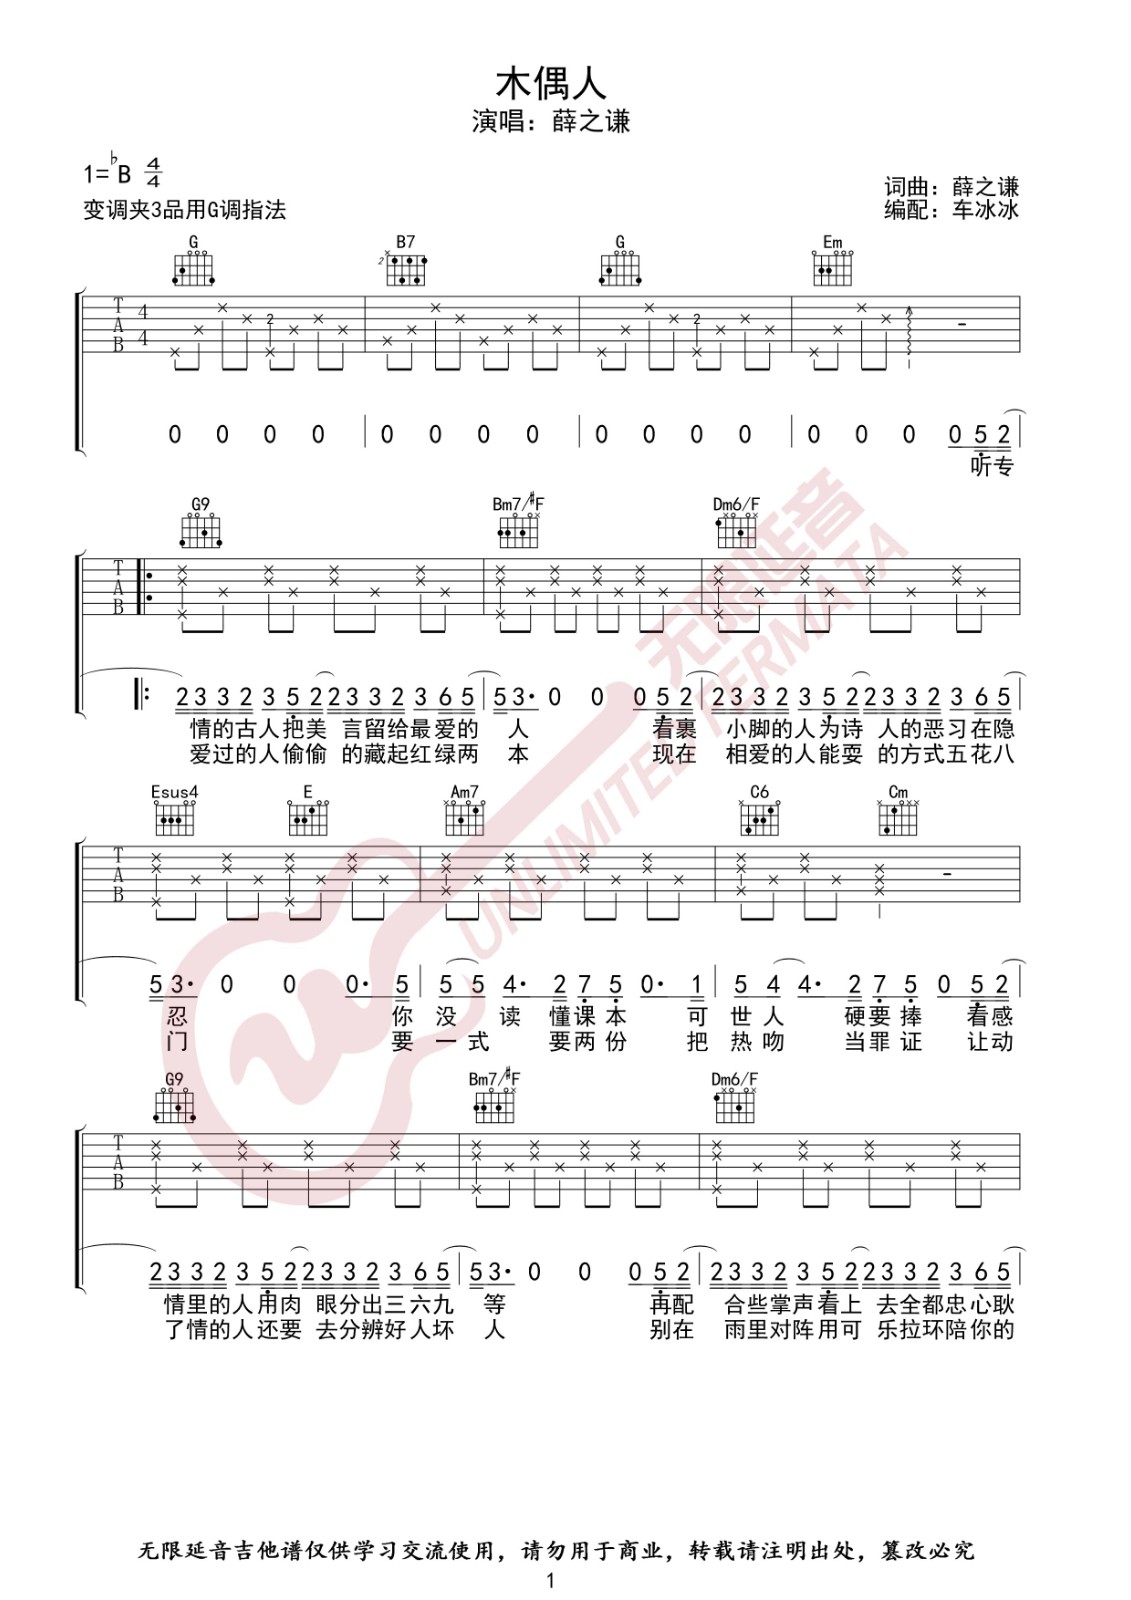 木偶人
演唱：薛之谦
1=♭B 4/4
词曲：薛之谦
变调夹3品用G调指法
编配：车冰冰
G B7 G Em
T A B 4 4 2 2 -
0 0 0 0 | 0 0 0 0 | 0 0 0 0 | 0 0 0 0 5 2
听专
G9 Bm7/#F Dm6/F
T A B
2 3 3 2 3 5 2 2 3 3 2 3 6 5 | 5 3· 0 0 0 5 2 | 2 3 3 2 3 5 2 2 3 3 2 3 6 5
情的古人把美 言留给最爱的 人 看裹 小脚的人为诗 人的恶习在隐
爱过的人偷偷 的藏起红绿两 本 现在 相爱的人能耍 的方式五花八
Esus4 E Am7 C6 Cm
T A B -
5 3· 0 0 0· 5 | 5 5 4· 2 7 5 0· 1 | 5 4 4· 2 7 5 0 5 2
忍 你 没 读 懂课本 可 世人 硬要捧 看感
门 要 一式 要两份 把 热吻 当罪证 让动
G9 Bm7/#F Dm6/F
T A B
2 3 3 2 3 5 2 2 3 3 2 3 6 5 | 5 3· 0 0 0 5 2 | 2 3 3 2 3 5 2 2 3 3 2 3 6 5
情里的人用肉 眼分出三六九 等 再配 合些掌声看上 去全都忠心耿
了情的人还要 去分辨好人坏 人 别在 雨里对阵用可 乐拉环陪你的
无限延音
UNLIMITED FERMATA
无限延音吉他谱仅供学习交流使用，请勿用于商业，转载请注明出处，篡改必究
1